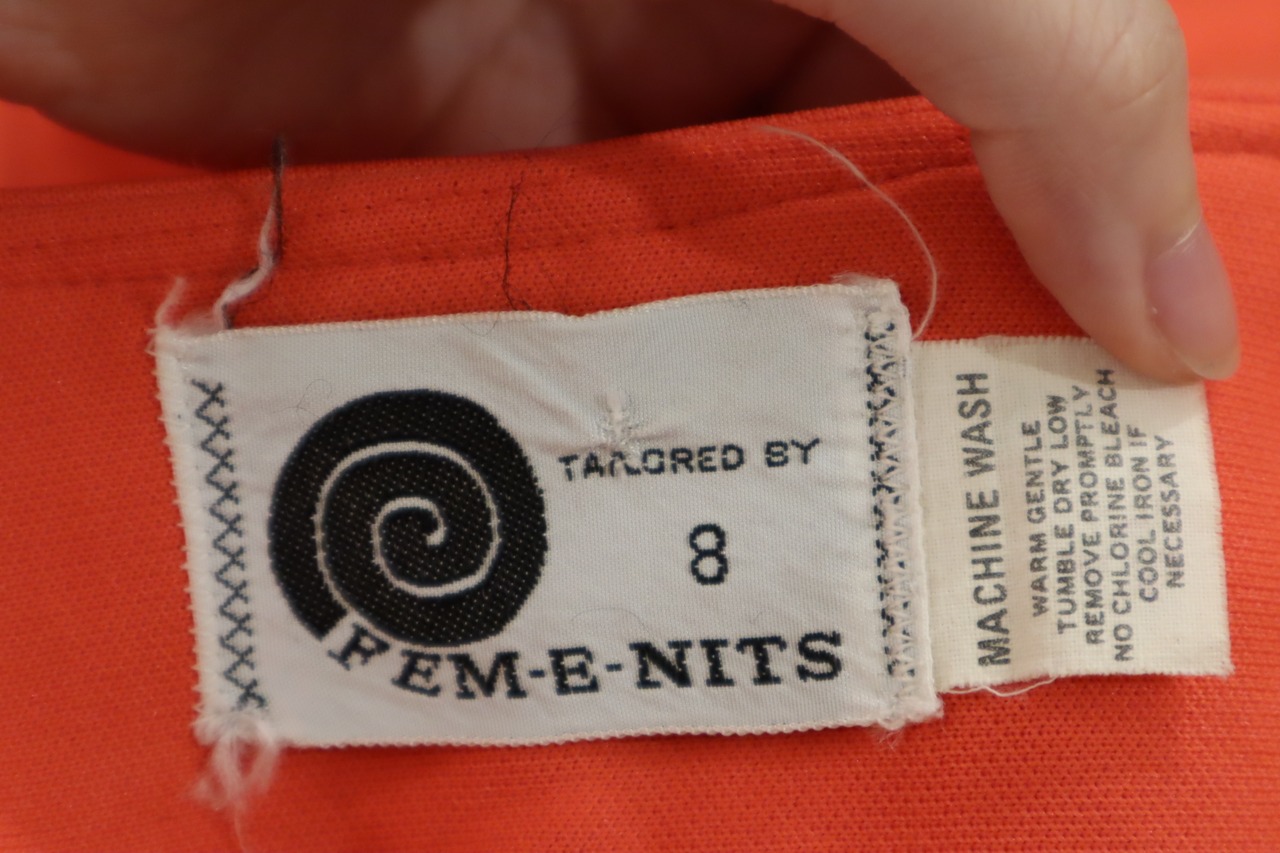 TAILORED BY
8
FEM-E-NITS
MACHINE WASH
WARM GENTLE
TUMBLE DRY LOW
REMOVE PROMPTLY
NO CHLORINE BLEACH
COOL IRON IF
NECESSARY